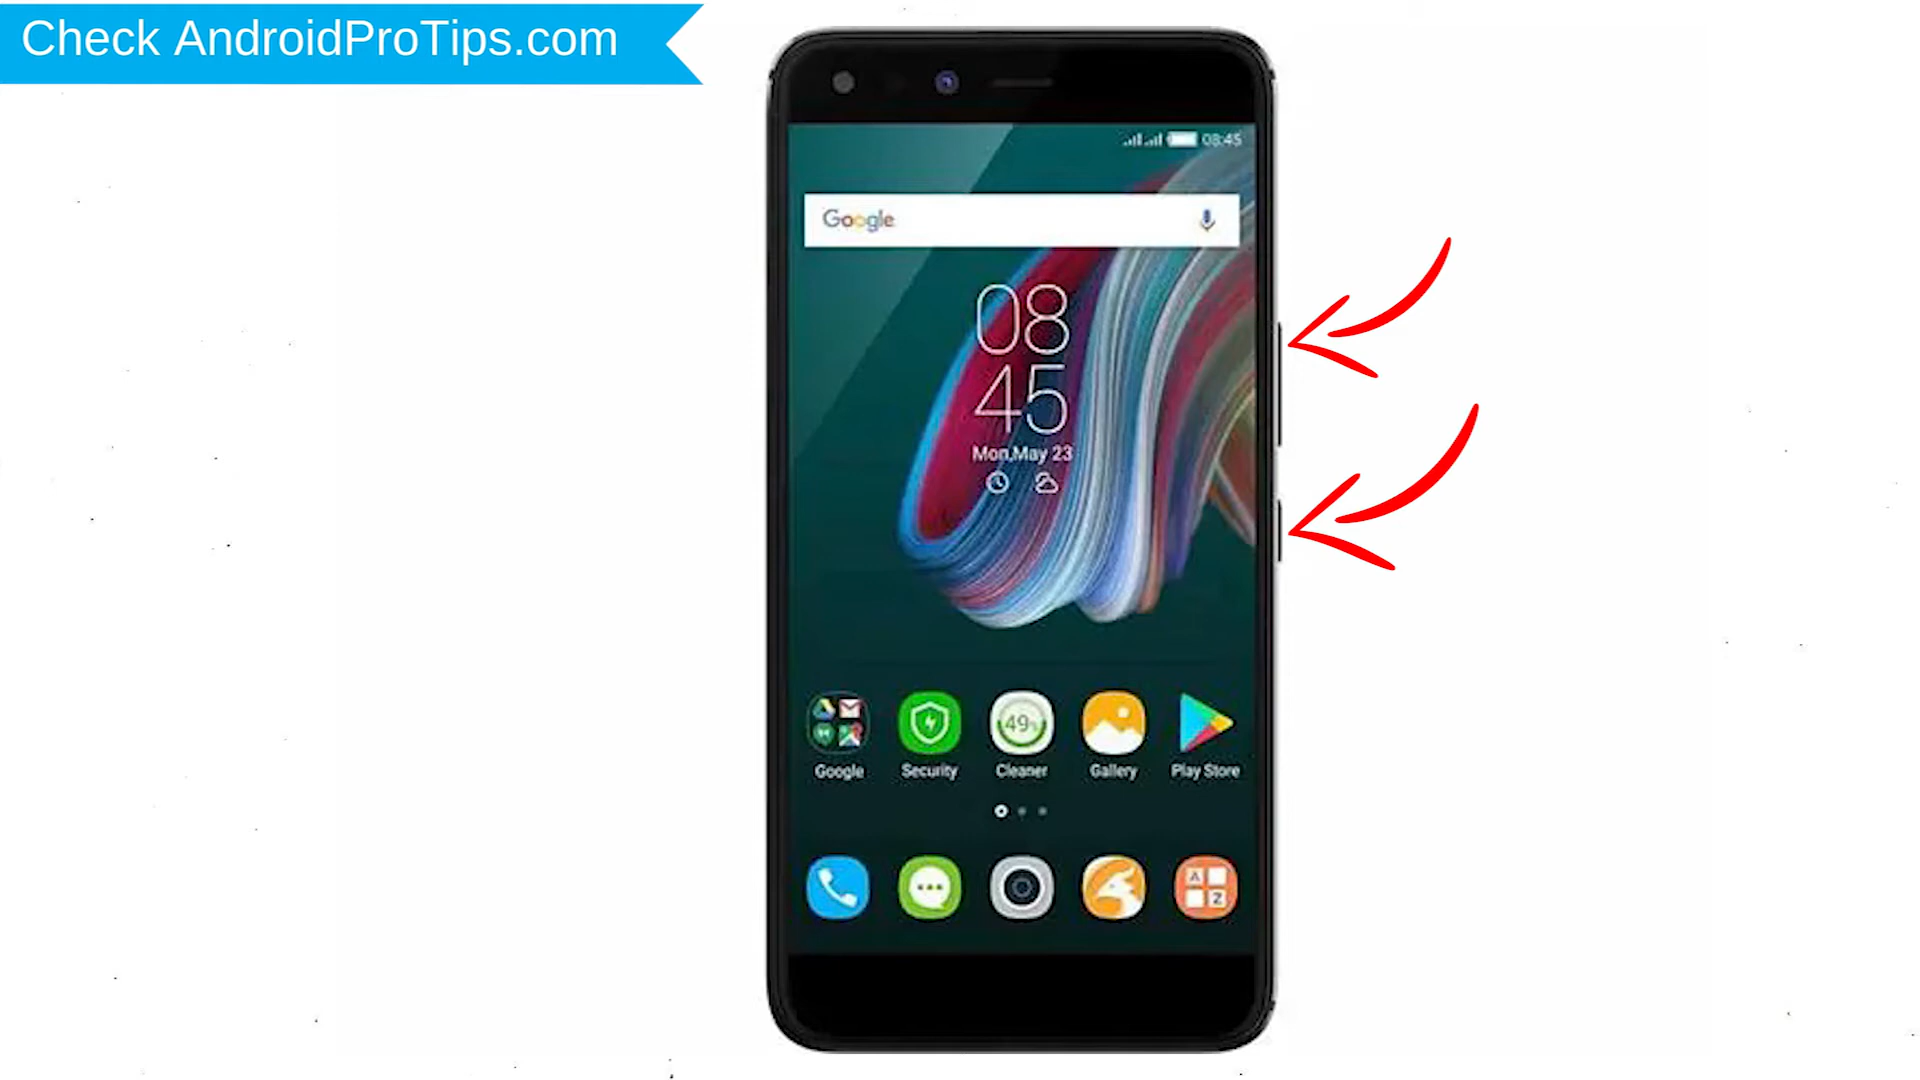 Check AndroidProTips.com
08:45
Google
08
45
Mon,May 23
49%
Google
Security
Cleaner
Gallery
Play Store
A
Z